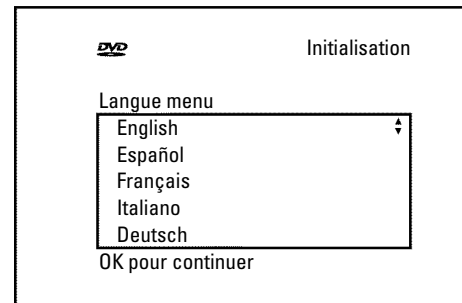 DVD
Initialisation
Langue menu
English
Español
Français
Italiano
Deutsch
OK pour continuer